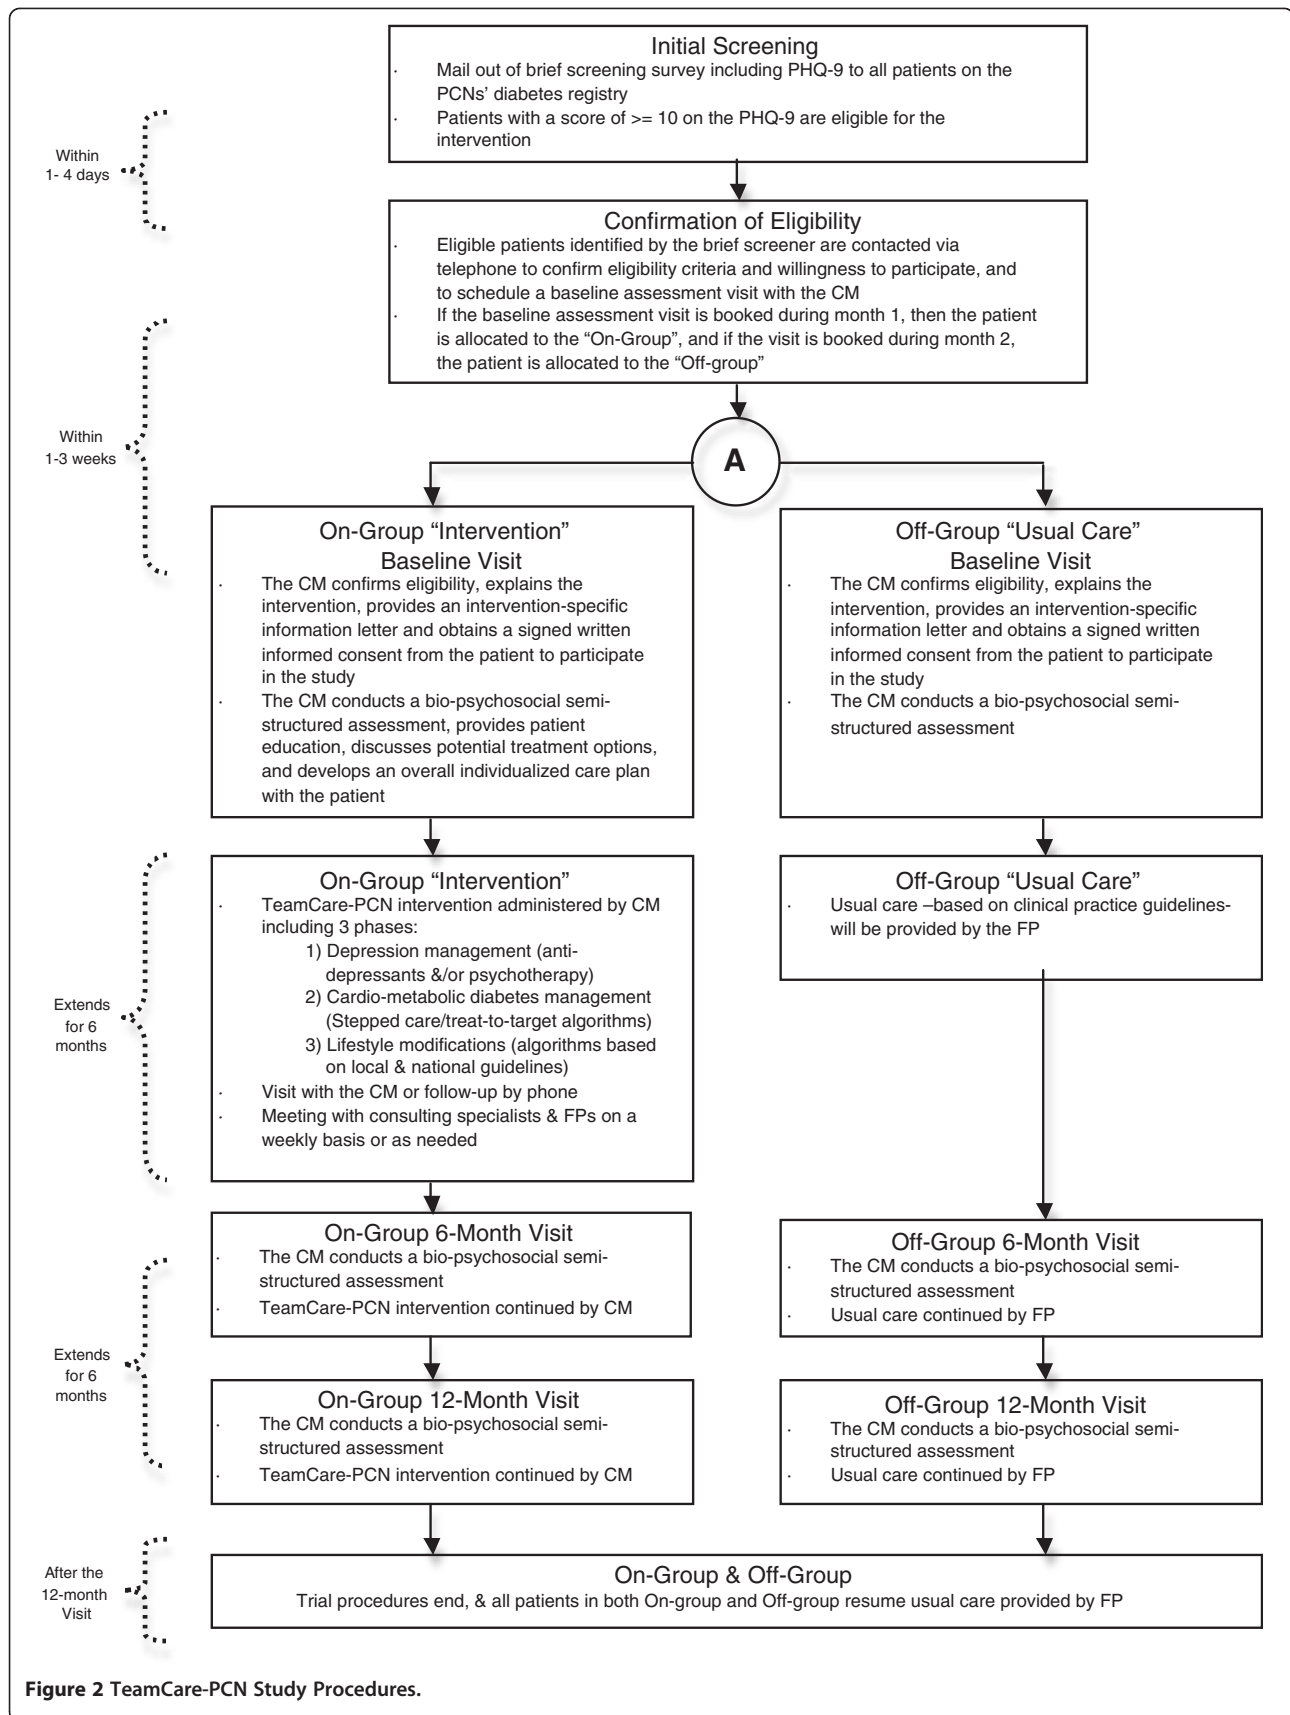 Initial Screening
· Mail out of brief screening survey including PHQ-9 to all patients on the
PCNs’ diabetes registry
· Patients with a score of >= 10 on the PHQ-9 are eligible for the
intervention
Within
1- 4 days
Confirmation of Eligibility
· Eligible patients identified by the brief screener are contacted via
telephone to confirm eligibility criteria and willingness to participate, and
to schedule a baseline assessment visit with the CM
· If the baseline assessment visit is booked during month 1, then the patient
is allocated to the “On-Group”, and if the visit is booked during month 2,
the patient is allocated to the “Off-group”
Within
1-3 weeks
A
On-Group “Intervention”
Baseline Visit
· The CM confirms eligibility, explains the
intervention, provides an intervention-specific
information letter and obtains a signed written
informed consent from the patient to participate
in the study
· The CM conducts a bio-psychosocial semi-
structured assessment, provides patient
education, discusses potential treatment options,
and develops an overall individualized care plan
with the patient
Off-Group “Usual Care”
Baseline Visit
· The CM confirms eligibility, explains the
intervention, provides an intervention-specific
information letter and obtains a signed written
informed consent from the patient to participate
in the study
· The CM conducts a bio-psychosocial semi-
structured assessment
Extends
for 6
months
On-Group “Intervention”
· TeamCare-PCN intervention administered by CM
including 3 phases:
1) Depression management (anti-
depressants &/or psychotherapy)
2) Cardio-metabolic diabetes management
(Stepped care/treat-to-target algorithms)
3) Lifestyle modifications (algorithms based
on local & national guidelines)
· Visit with the CM or follow-up by phone
· Meeting with consulting specialists & FPs on a
weekly basis or as needed
Off-Group “Usual Care”
· Usual care –based on clinical practice guidelines-
will be provided by the FP
Extends
for 6
months
On-Group 6-Month Visit
· The CM conducts a bio-psychosocial semi-
structured assessment
· TeamCare-PCN intervention continued by CM
Off-Group 6-Month Visit
· The CM conducts a bio-psychosocial semi-
structured assessment
· Usual care continued by FP
On-Group 12-Month Visit
· The CM conducts a bio-psychosocial semi-
structured assessment
· TeamCare-PCN intervention continued by CM
Off-Group 12-Month Visit
· The CM conducts a bio-psychosocial semi-
structured assessment
· Usual care continued by FP
After the
12-month
Visit
On-Group & Off-Group
Trial procedures end, & all patients in both On-group and Off-group resume usual care provided by FP
Figure 2 TeamCare-PCN Study Procedures.